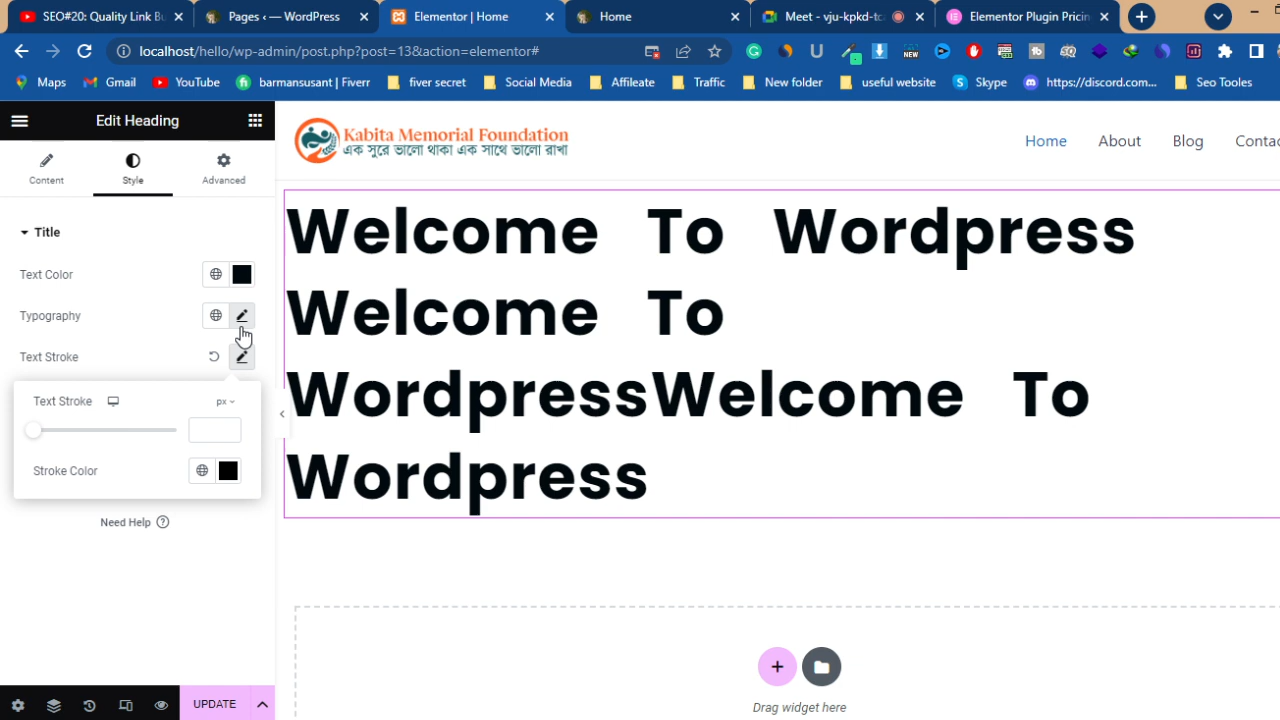 SEO#20: Quality Link Bu
Pages ‹ — WordPress
Elementor | Home
Home
Meet - vju-kpkd-tca
Elementor Plugin Pricing
localhost/hello/wp-admin/post.php?post=13&action=elementor#
NEW
Maps
Gmail
YouTube
barmansusant | Fiverr
fiver secret
Social Media
Affileate
Traffic
New folder
useful website
Skype
https://discord.com...
Seo Tooles
Edit Heading
Kabita Memorial Foundation
এক সুরে ভালো থাকা এক সাথে ভালো রাখা
Home
About
Blog
Contac
Content
Style
Advanced
Title
Text Color
Typography
Text Stroke
Text Stroke
px
Stroke Color
Need Help
Welcome To Wordpress
Welcome To
WordpressWelcome To
Wordpress
UPDATE
Drag widget here